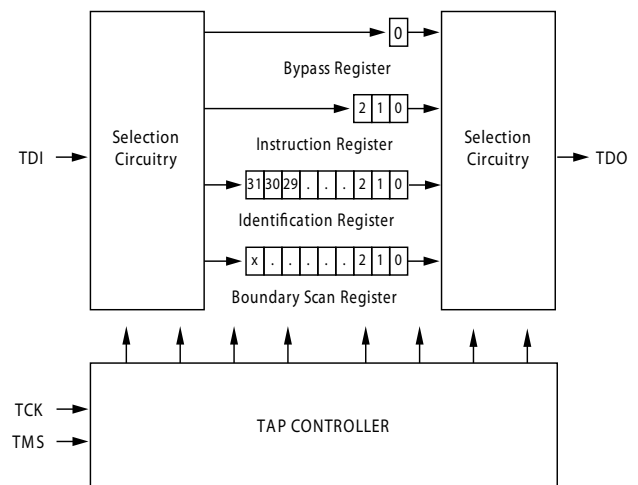 0
Bypass Register
2 1 0
Selection
Circuitry
Selection
Circuitry
Instruction Register
TDI
TDO
31 30 29 . . . 2 1 0
Identification Register
x . . . . . 2 1 0
Boundary Scan Register
TCK
TMS
TAP CONTROLLER